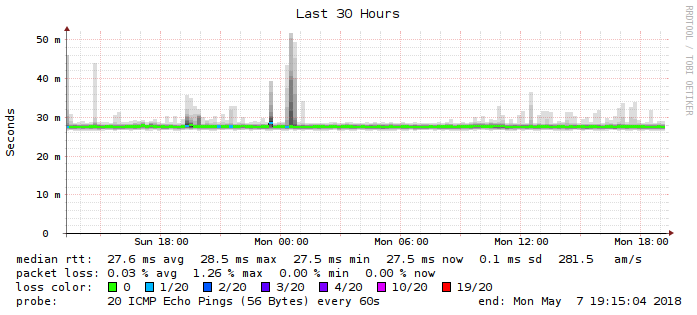 Last 30 Hours
RRDTOOL / TOBI OETIKER
Seconds
50 m
40 m
30 m
20 m
10 m
0
Sun 18:00 Mon 00:00 Mon 06:00 Mon 12:00 Mon 18:00
median rtt: 27.6 ms avg 28.5 ms max 27.5 ms min 27.5 ms now 0.1 ms sd 281.5 am/s
packet loss: 0.03 % avg 1.26 % max 0.00 % min 0.00 % now
loss color: 0 1/20 2/20 3/20 4/20 10/20 19/20
probe: 20 ICMP Echo Pings (56 Bytes) every 60s end: Mon May 7 19:15:04 2018